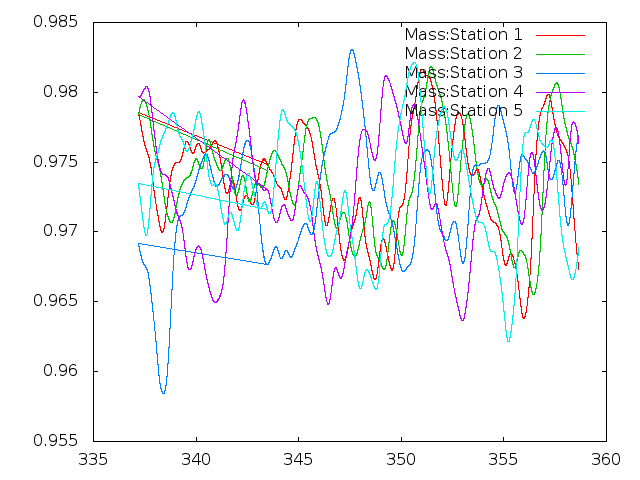 0.985
0.98
0.975
0.97
0.965
0.96
0.955
335 340 345 350 355 360
Mass:Station 1
Mass:Station 2
Mass:Station 3
Mass:Station 4
Mass:Station 5